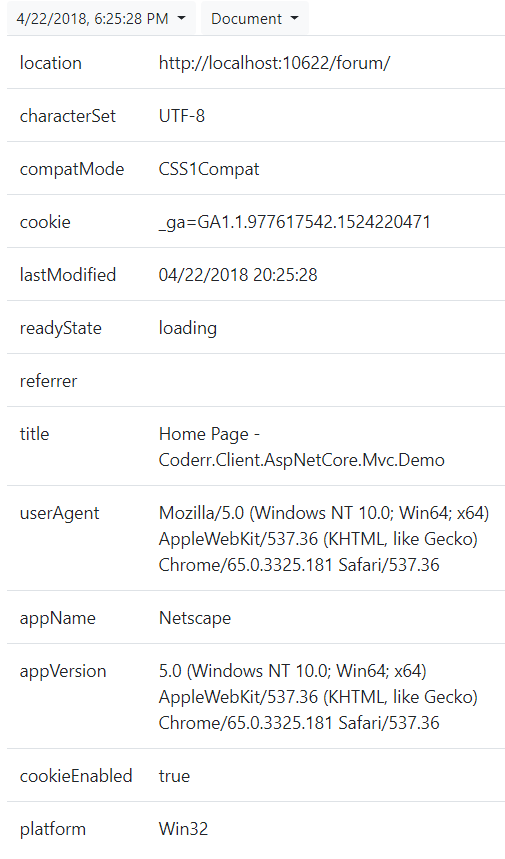 4/22/2018, 6:25:28 PM Document
location http://localhost:10622/forum/
characterSet UTF-8
compatMode CSS1Compat
cookie _ga=GA1.1.977617542.1524220471
lastModified 04/22/2018 20:25:28
readyState loading
referrer
title Home Page -
Coderr.Client.AspNetCore.Mvc.Demo
userAgent Mozilla/5.0 (Windows NT 10.0; Win64; x64)
AppleWebKit/537.36 (KHTML, like Gecko)
Chrome/65.0.3325.181 Safari/537.36
appName Netscape
appVersion 5.0 (Windows NT 10.0; Win64; x64)
AppleWebKit/537.36 (KHTML, like Gecko)
Chrome/65.0.3325.181 Safari/537.36
cookieEnabled true
platform Win32